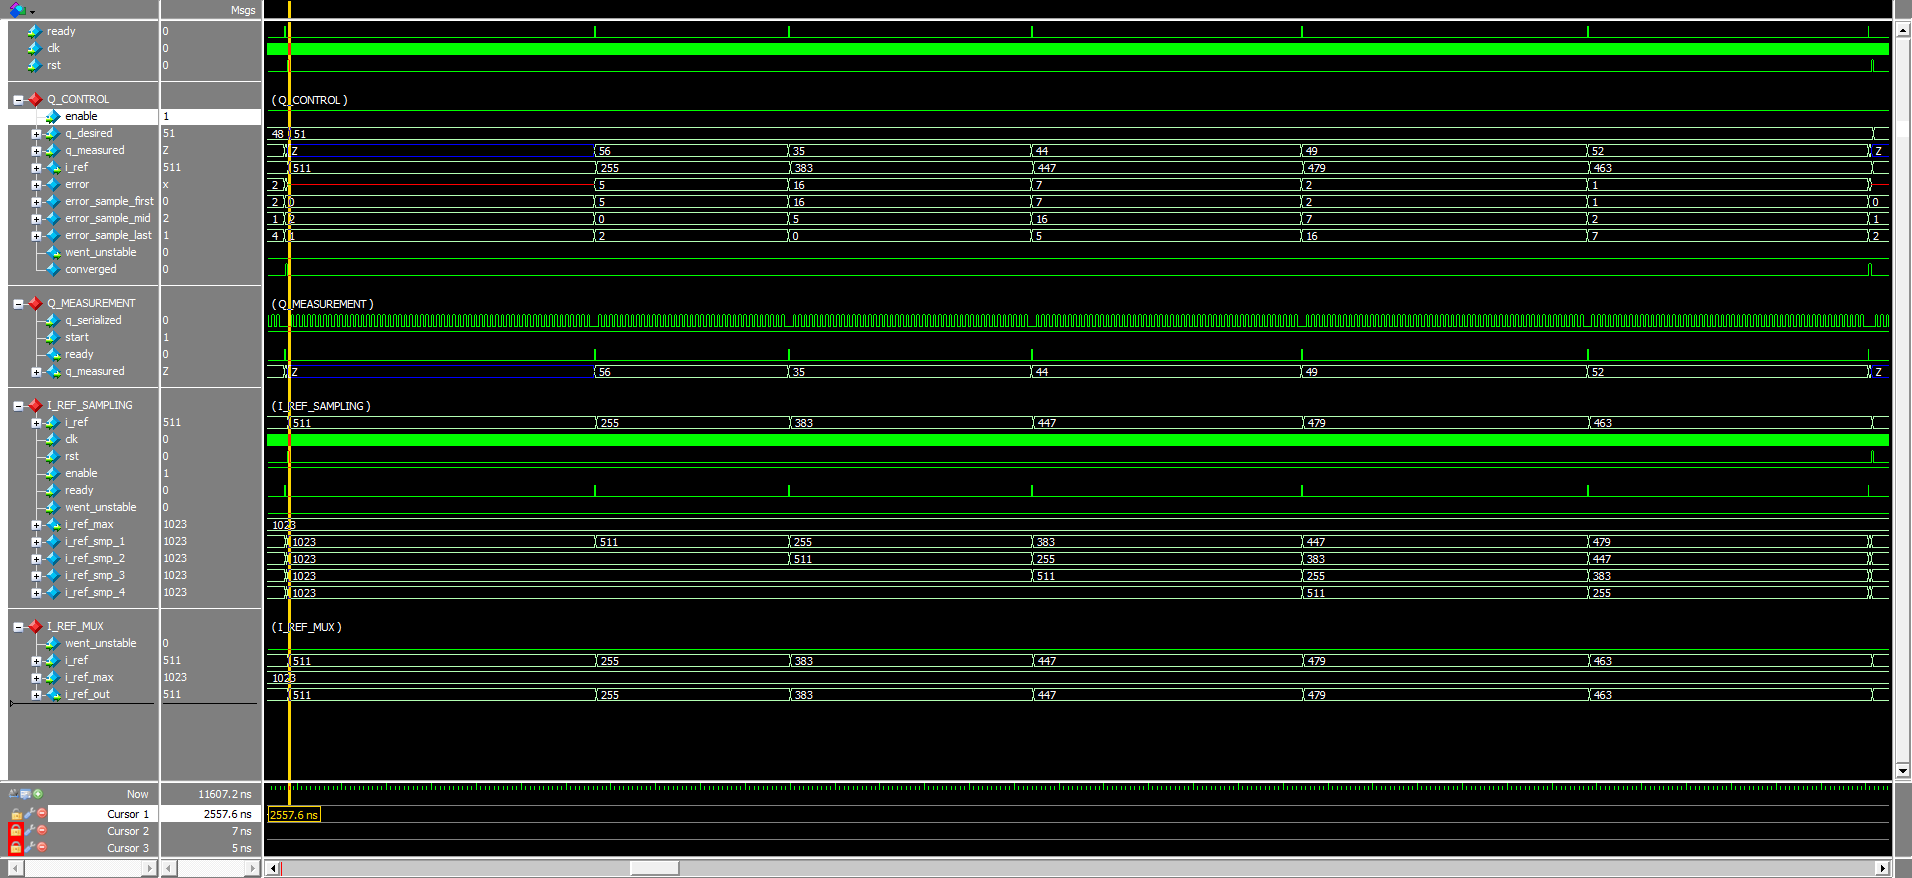 Msgs
ready 0
clk 0
rst 0
Q_CONTROL (Q_CONTROL)
enable 1
q_desired 51 48 51
q_measured Z Z 56 35 44 49 52 Z
i_ref 511 511 255 383 447 479 463
error x 2 5 16 7 2 1
error_sample_first 0 2 0 5 16 7 2 1 0
error_sample_mid 2 1 2 0 5 16 7 2 1
error_sample_last 1 4 1 2 0 5 16 7 2
went_unstable 0
converged 0
Q_MEASUREMENT (Q_MEASUREMENT)
q_serialized 0
start 1
ready 0
q_measured Z Z 56 35 44 49 52 Z
I_REF_SAMPLING (I_REF_SAMPLING)
i_ref 511 511 255 383 447 479 463
clk 0
rst 0
enable 1
ready 0
went_unstable 0
i_ref_max 1023 1023
i_ref_smp_1 1023 1023 511 255 383 447 479
i_ref_smp_2 1023 1023 511 255 383 447
i_ref_smp_3 1023 1023 511 255 383
i_ref_smp_4 1023 1023 511 255
I_REF_MUX (I_REF_MUX)
went_unstable 0
i_ref 511 511 255 383 447 479 463
i_ref_max 1023 1023
i_ref_out 511 511 255 383 447 479 463
Now 11607.2 ns
Cursor 1 2557.6 ns 2557.6 ns
Cursor 2 7 ns
Cursor 3 5 ns